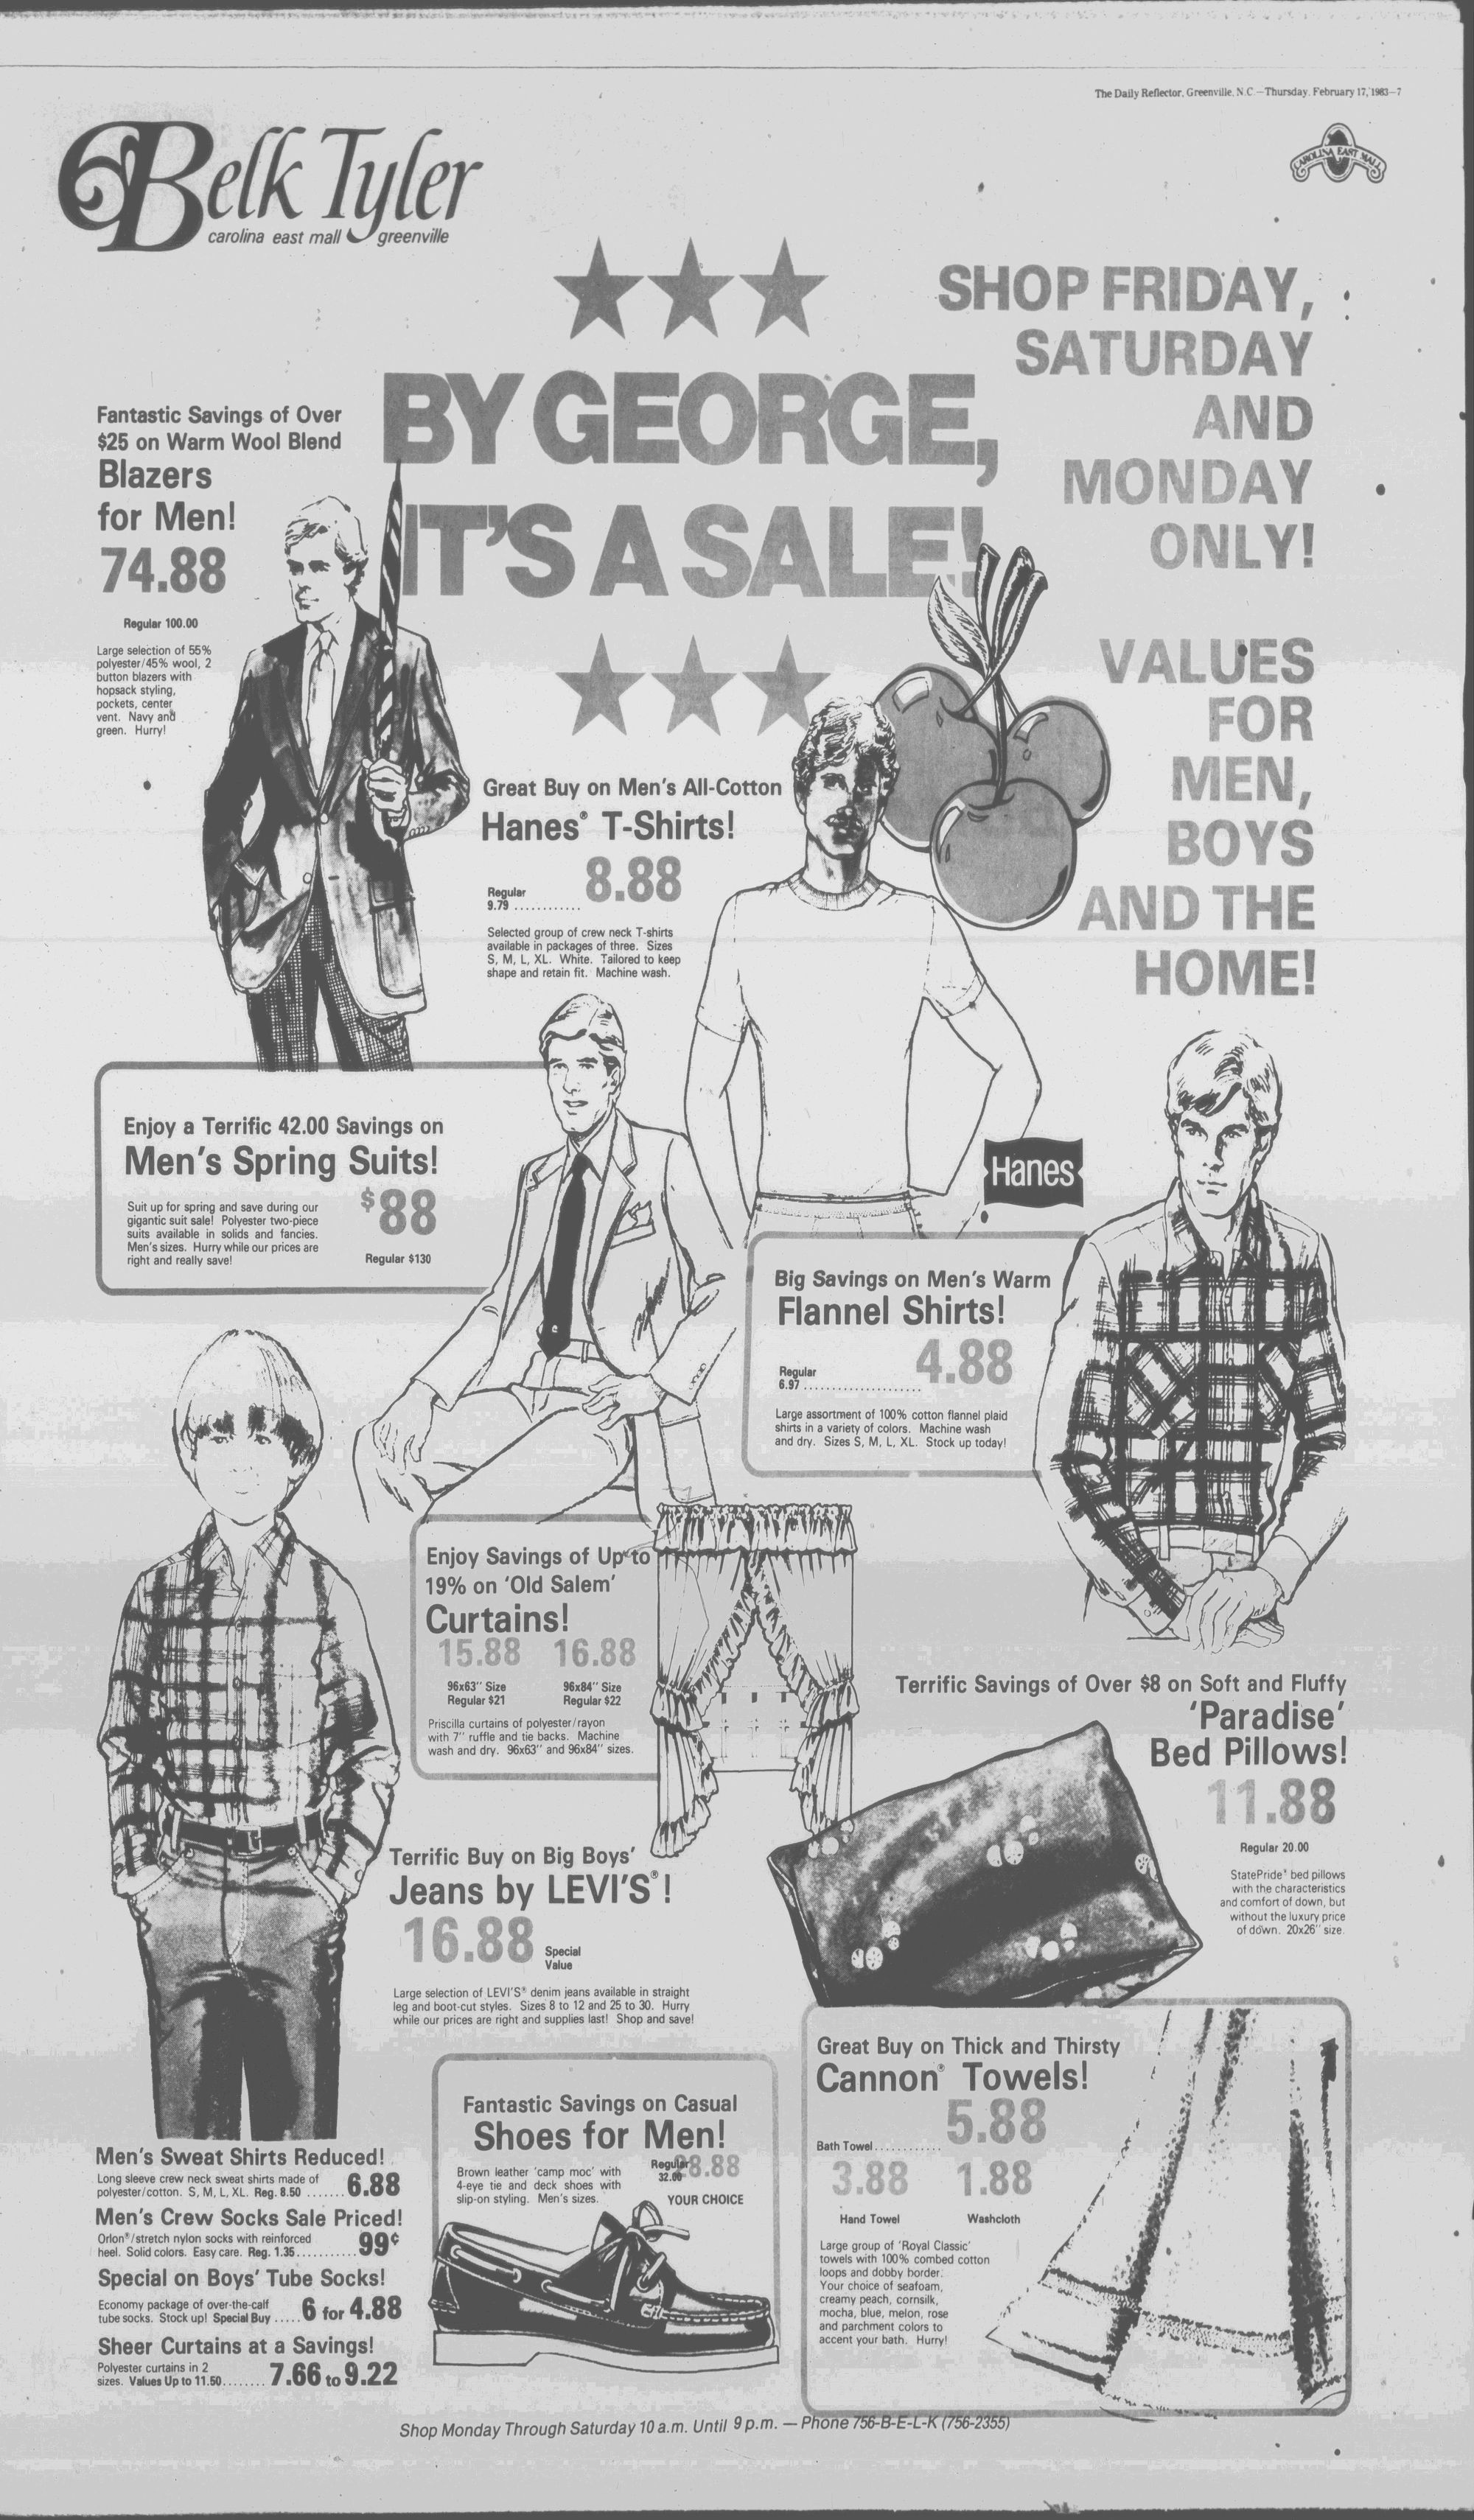 The Daily Reflector, Greenville, N.C.—Thursday, February 17, 1983—7
Belk Tyler
carolina east mall greenville
CAROLINA EAST MALL
SHOP FRIDAY,
SATURDAY
AND
MONDAY
ONLY!
BY GEORGE,
IT'S A SALE!
VALUES
FOR
MEN,
BOYS
AND THE
HOME!
Fantastic Savings of Over
$25 on Warm Wool Blend
Blazers
for Men!
74.88
Regular 100.00
Large selection of 55%
polyester/45% wool, 2
button blazers with
hopsack styling,
pockets, center
vent. Navy and
green. Hurry!
Great Buy on Men's All-Cotton
Hanes® T-Shirts!
8.88
Regular
9.79 ............
Selected group of crew neck T-shirts
available in packages of three. Sizes
S, M, L, XL. White. Tailored to keep
shape and retain fit. Machine wash.
Hanes
Enjoy a Terrific 42.00 Savings on
Men's Spring Suits!
$88
Regular $130
Suit up for spring and save during our
gigantic suit sale! Polyester two-piece
suits available in solids and fancies.
Men's sizes. Hurry while our prices are
right and really save!
Big Savings on Men's Warm
Flannel Shirts!
4.88
Regular
6.97 .....................
Large assortment of 100% cotton flannel plaid
shirts in a variety of colors. Machine wash
and dry. Sizes S, M, L, XL. Stock up today!
Enjoy Savings of Up to
19% on 'Old Salem'
Curtains!
15.88 16.88
96x63'' Size 96x84'' Size
Regular $21 Regular $22
Priscilla curtains of polyester/rayon
with 7'' ruffle and tie backs. Machine
wash and dry. 96x63'' and 96x84'' sizes.
Terrific Savings of Over $8 on Soft and Fluffy
'Paradise'
Bed Pillows!
11.88
Regular 20.00
StatePride® bed pillows
with the characteristics
and comfort of down, but
without the luxury price
of down. 20x26'' size.
Terrific Buy on Big Boys'
Jeans by LEVI'S®!
16.88 Special
Value
Large selection of LEVI'S® denim jeans available in straight
leg and boot-cut styles. Sizes 8 to 12 and 25 to 30. Hurry
while our prices are right and supplies last! Shop and save!
Great Buy on Thick and Thirsty
Cannon® Towels!
5.88
Bath Towel............
3.88 1.88
Hand Towel Washcloth
Large group of 'Royal Classic'
towels with 100% combed cotton
loops and dobby border.
Your choice of seafoam,
creamy peach, cornsilk,
mocha, blue, melon, rose
and parchment colors to
accent your bath. Hurry!
Fantastic Savings on Casual
Shoes for Men!
Brown leather 'camp moc' with
4-eye tie and deck shoes with
slip-on styling. Men's sizes.
Regular
32.00
8.88
YOUR CHOICE
Men's Sweat Shirts Reduced!
Long sleeve crew neck sweat shirts made of
polyester/cotton. S, M, L, XL. Reg. 8.50 ....... 6.88
Men's Crew Socks Sale Priced!
Orlon®/stretch nylon socks with reinforced
heel. Solid colors. Easy care. Reg. 1.35........... 99¢
Special on Boys' Tube Socks!
Economy package of over-the-calf
tube socks. Stock up! Special Buy ..... 6 for 4.88
Sheer Curtains at a Savings!
Polyester curtains in 2
sizes. Values Up to 11.50........ 7.66 to 9.22
Shop Monday Through Saturday 10 a.m. Until 9 p.m. — Phone 756-B-E-L-K (756-2355)